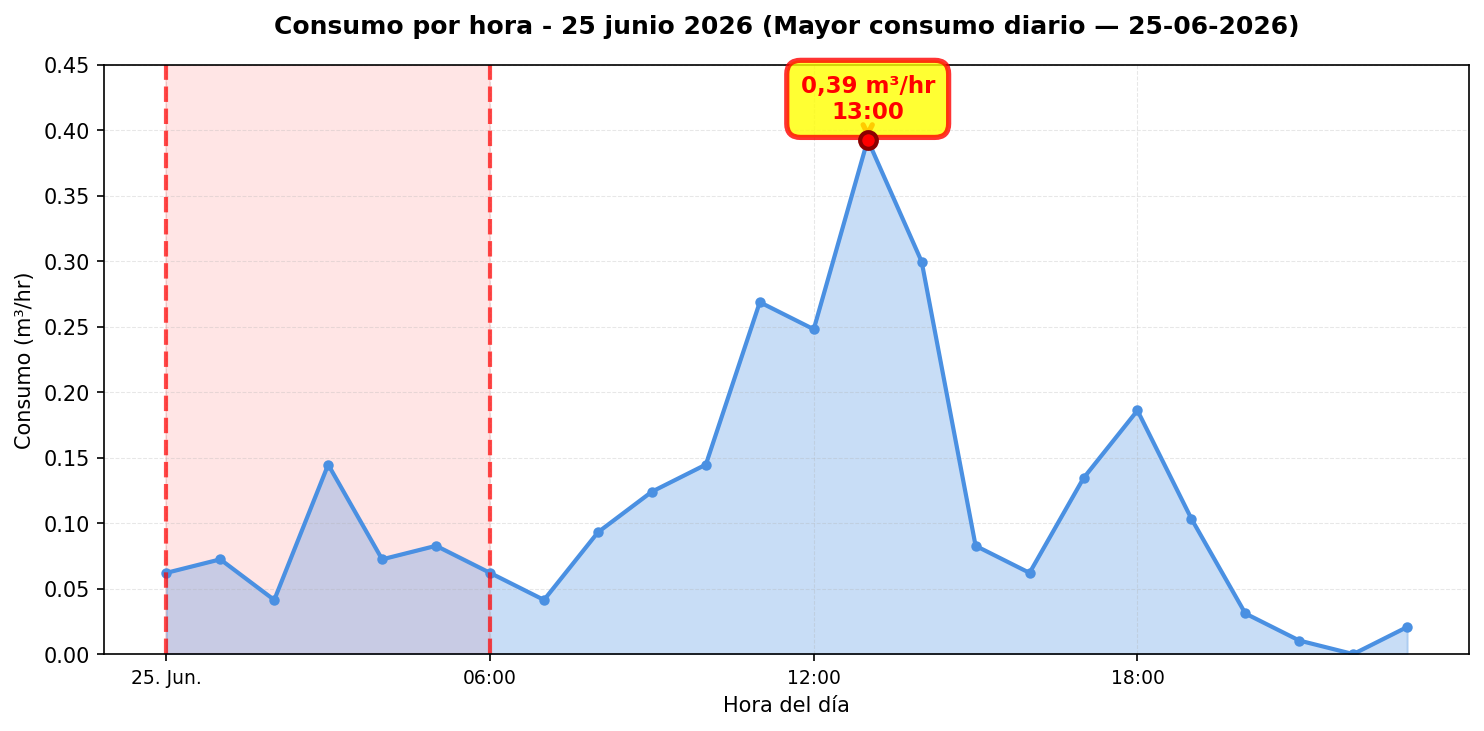 Consumo por hora - 25 junio 2026 (Mayor consumo diario — 25-06-2026)
0,39 m³/hr
13:00
Consumo (m³/hr)
0.45
0.40
0.35
0.30
0.25
0.20
0.15
0.10
0.05
0.00
25. Jun.
06:00
12:00
18:00
Hora del día